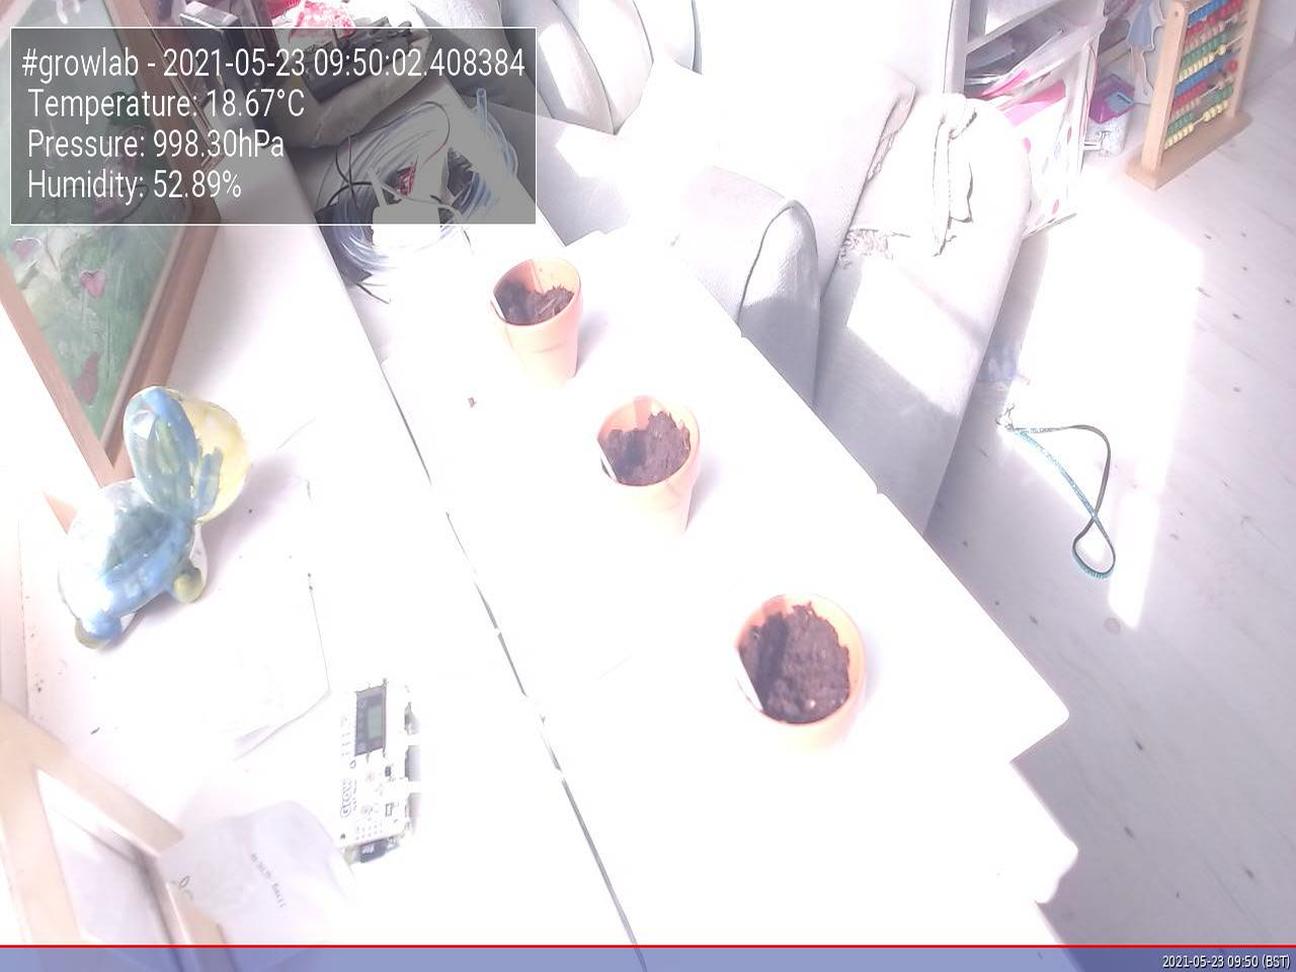 #growlab - 2021-05-23 09:50:02.408384
Temperature: 18.67°C
Pressure: 998.30hPa
Humidity: 52.89%
2021-05-23 09:50 (BST)